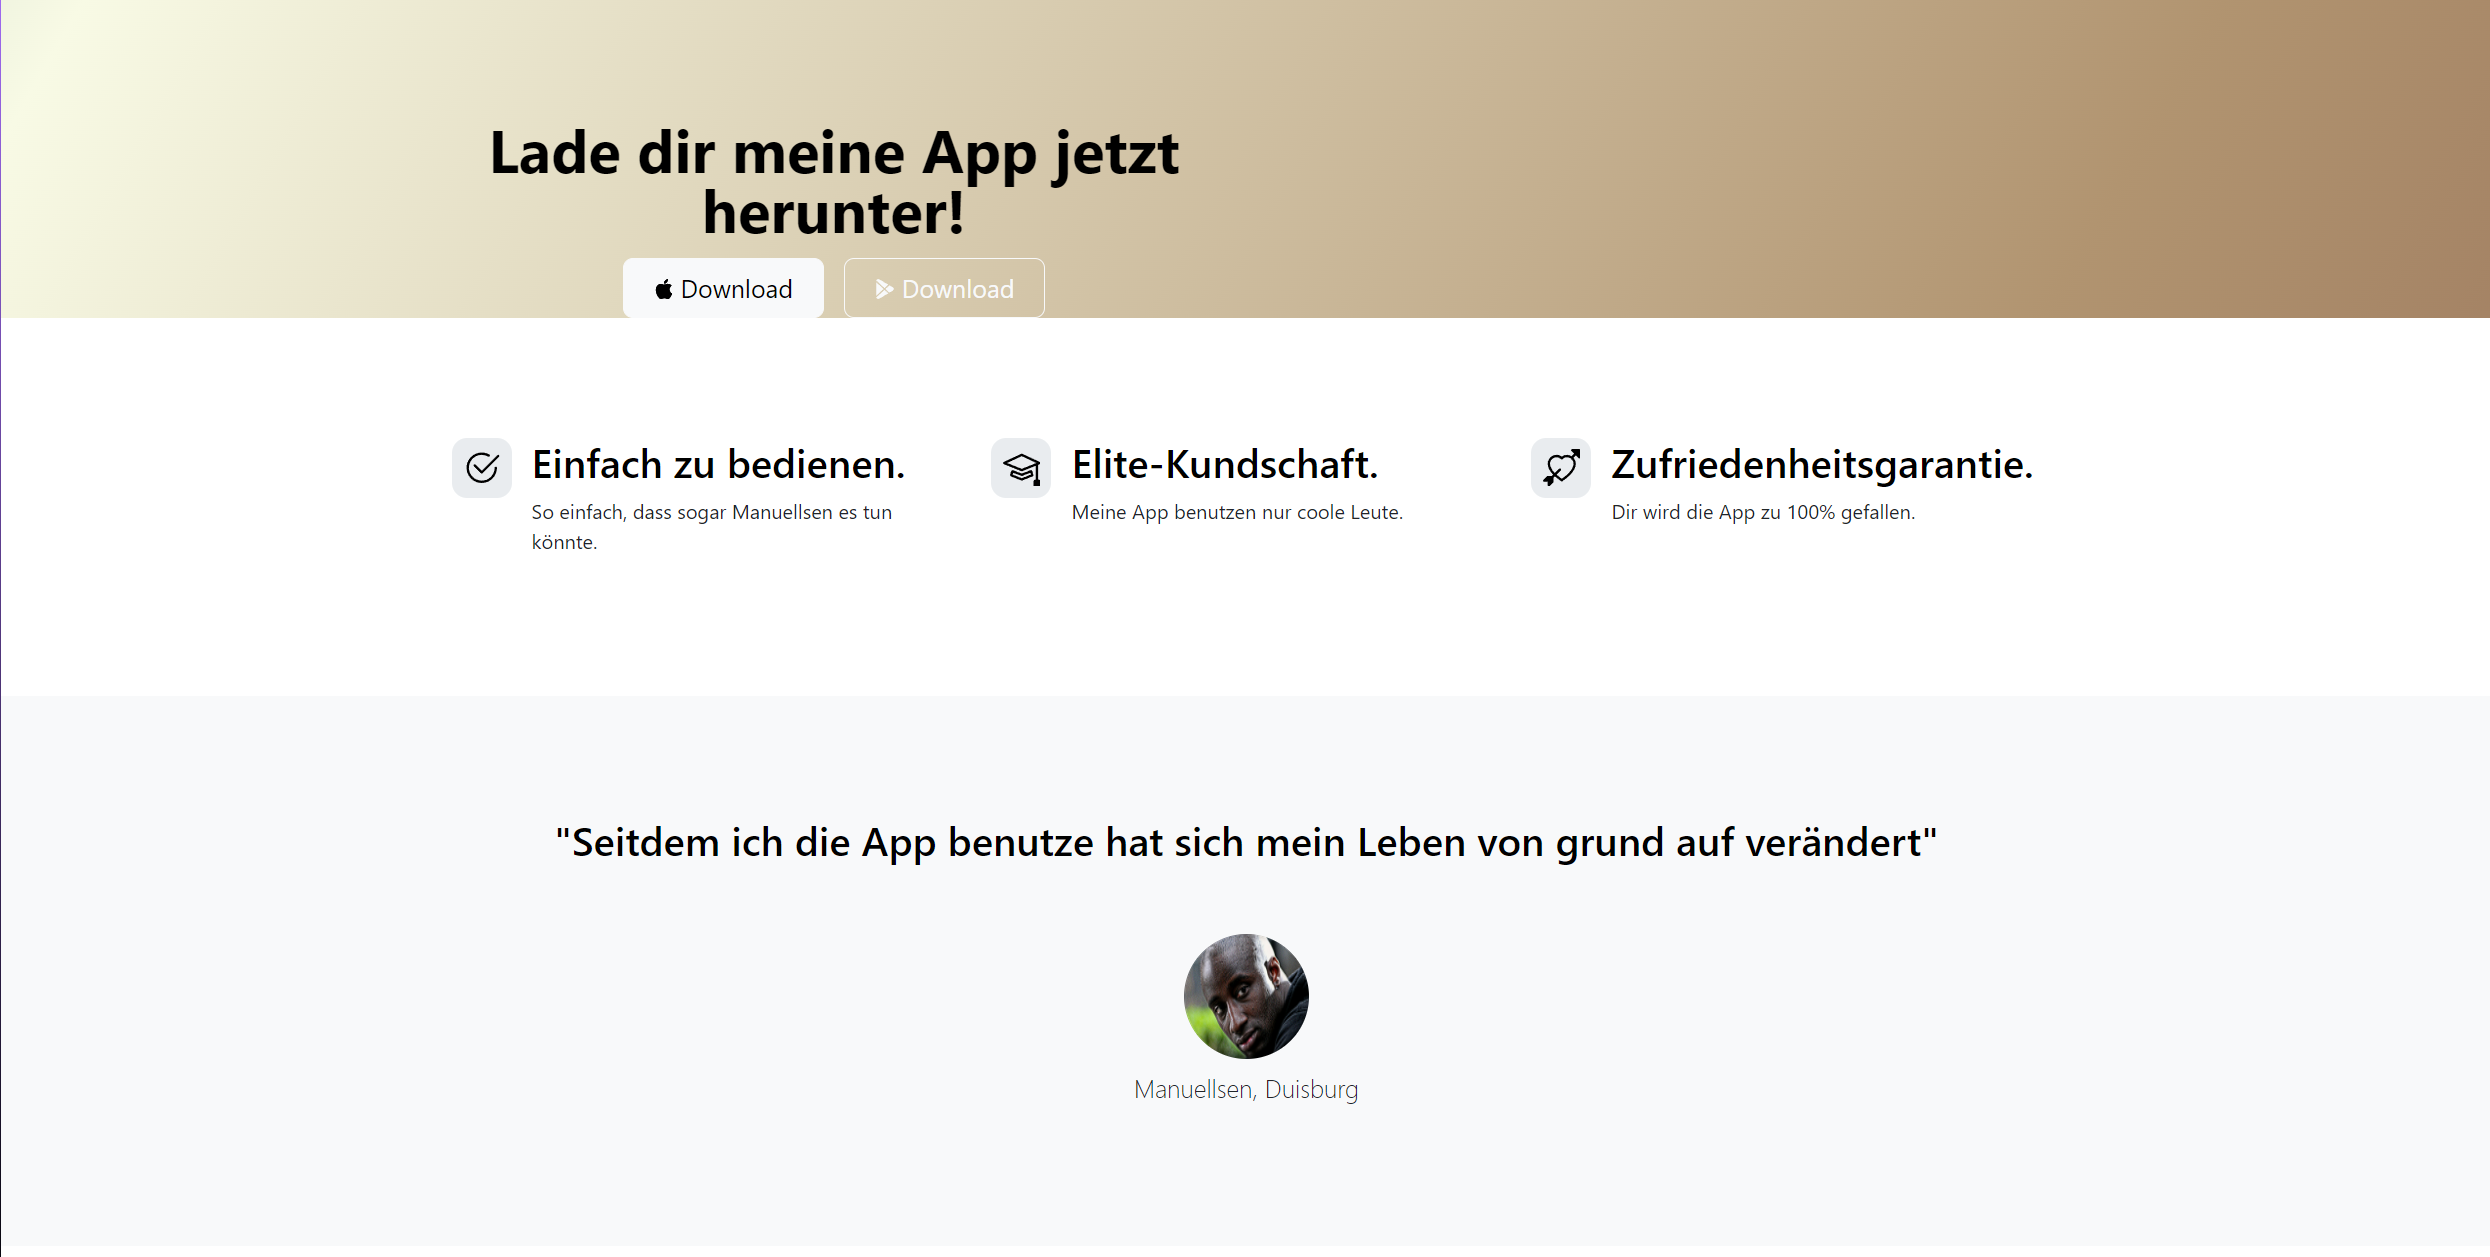 Lade dir meine App jetzt
herunter!
Download
Download
Einfach zu bedienen.
So einfach, dass sogar Manuellsen es tun
könnte.
Elite-Kundschaft.
Meine App benutzen nur coole Leute.
Zufriedenheitsgarantie.
Dir wird die App zu 100% gefallen.
"Seitdem ich die App benutze hat sich mein Leben von grund auf verändert"
Manuellsen, Duisburg